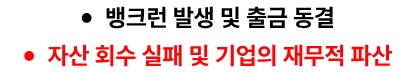 • 뱅크런 발생 및 출금 동결
• 자산 회수 실패 및 기업의 재무적 파산